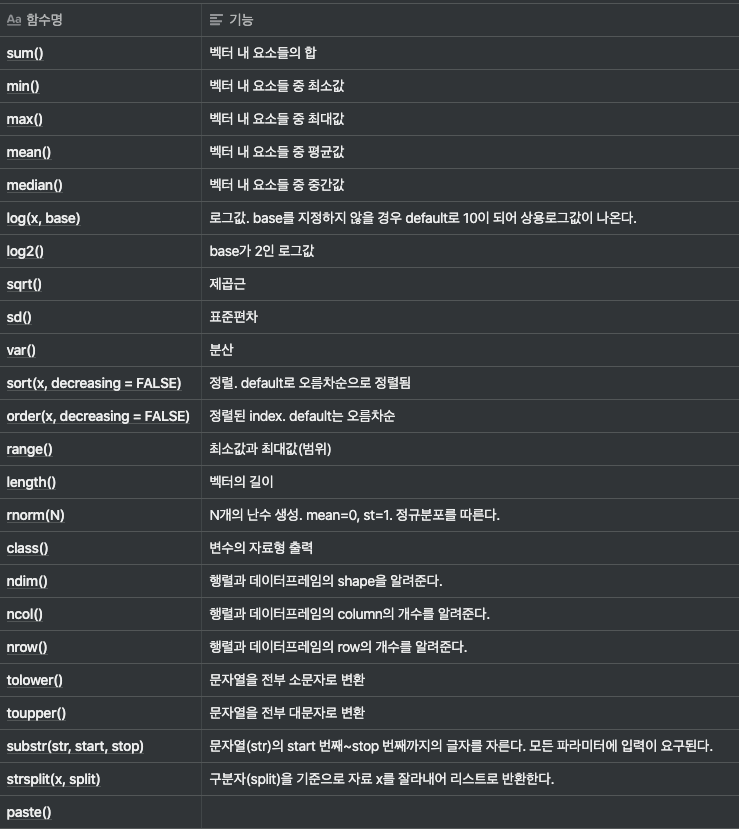 Aa 함수명 기능
sum() 벡터 내 요소들의 합
min() 벡터 내 요소들 중 최소값
max() 벡터 내 요소들 중 최대값
mean() 벡터 내 요소들 중 평균값
median() 벡터 내 요소들 중 중간값
log(x, base) 로그값. base를 지정하지 않을 경우 default로 10이 되어 상용로그값이 나온다.
log2() base가 2인 로그값
sqrt() 제곱근
sd() 표준편차
var() 분산
sort(x, decreasing = FALSE) 정렬. default로 오름차순으로 정렬됨
order(x, decreasing = FALSE) 정렬된 index. default는 오름차순
range() 최소값과 최대값(범위)
length() 벡터의 길이
rnorm(N) N개의 난수 생성. mean=0, st=1. 정규분포를 따른다.
class() 변수의 자료형 출력
ndim() 행렬과 데이터프레임의 shape을 알려준다.
ncol() 행렬과 데이터프레임의 column의 개수를 알려준다.
nrow() 행렬과 데이터프레임의 row의 개수를 알려준다.
tolower() 문자열을 전부 소문자로 변환
toupper() 문자열을 전부 대문자로 변환
substr(str, start, stop) 문자열(str)의 start 번째~stop 번째까지의 글자를 자른다. 모든 파라미터에 입력이 요구된다.
strsplit(x, split) 구분자(split)을 기준으로 자료 x를 잘라내어 리스트로 반환한다.
paste()